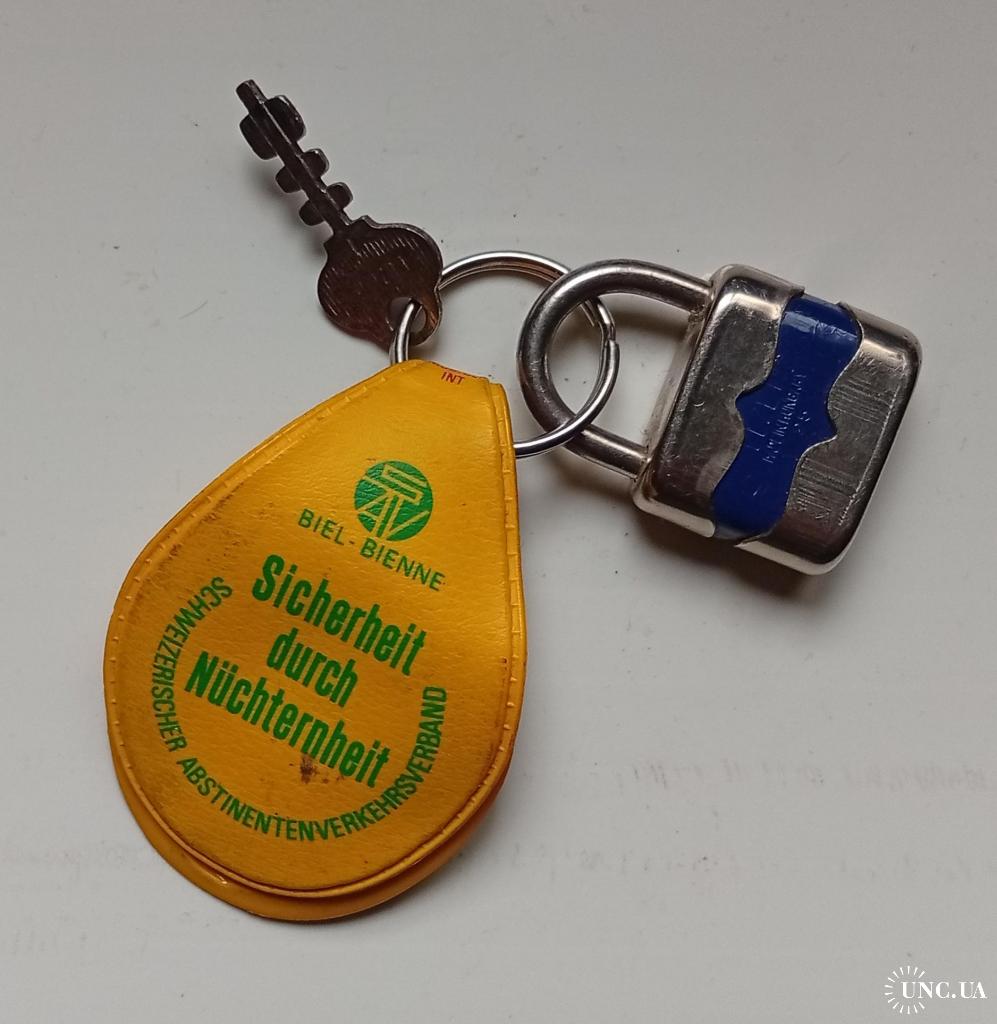 INT
BIEL - BIENNE
Sicherheit
durch
Nüchternheit
SCHWEIZERISCHER ABSTINENTENVERKEHRSVERBAND
UNC.UA